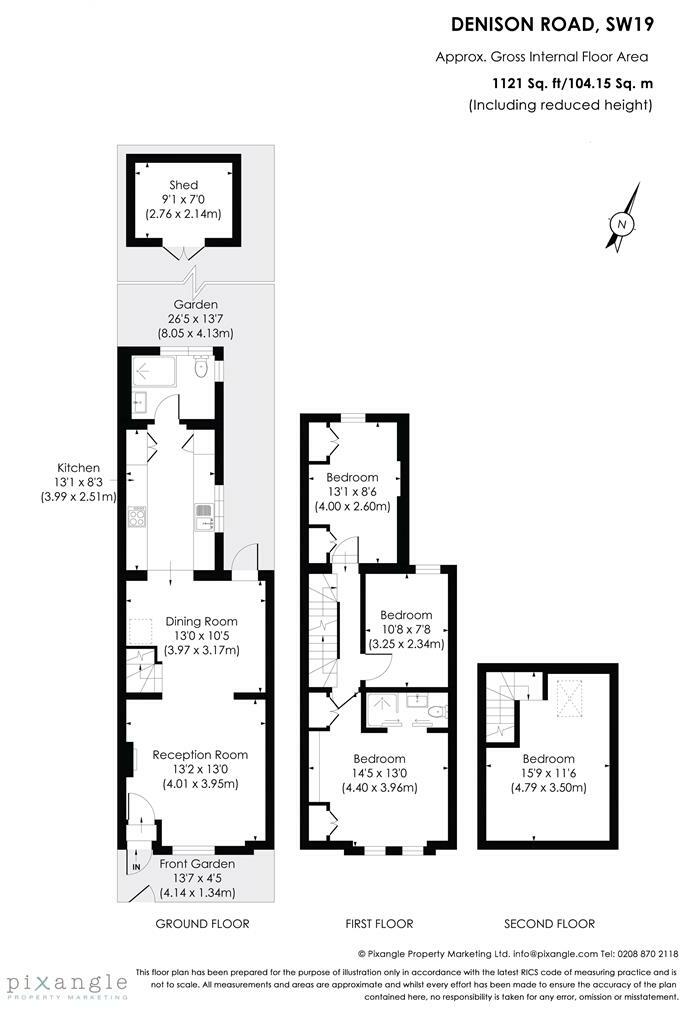 DENISON ROAD, SW19
Approx. Gross Internal Floor Area
1121 Sq. ft/104.15 Sq. m
(Including reduced height)
Shed
9'1 x 7'0
(2.76 x 2.14m)
N
Garden
26'5 x 13'7
(8.05 x 4.13m)
Kitchen
13'1 x 8'3
(3.99 x 2.51m)
Bedroom
13'1 x 8'6
(4.00 x 2.60m)
Dining Room
13'0 x 10'5
(3.97 x 3.17m)
Bedroom
10'8 x 7'8
(3.25 x 2.34m)
Reception Room
13'2 x 13'0
(4.01 x 3.95m)
Bedroom
14'5 x 13'0
(4.40 x 3.96m)
Bedroom
15'9 x 11'6
(4.79 x 3.50m)
IN
Front Garden
13'7 x 4'5
(4.14 x 1.34m)
GROUND FLOOR
FIRST FLOOR
SECOND FLOOR
© Pixangle Property Marketing Ltd. info@pixangle.com Tel: 0208 870 2118
pixangle
PROPERTY MARKETING
This floor plan has been prepared for the purpose of illustration only in accordance with the latest RICS code of measuring practice and is
not to scale. All measurements and areas are approximate and whilst every effort has been made to ensure the accuracy of the plan
contained here, no responsibility is taken for any error, omission or misstatement.